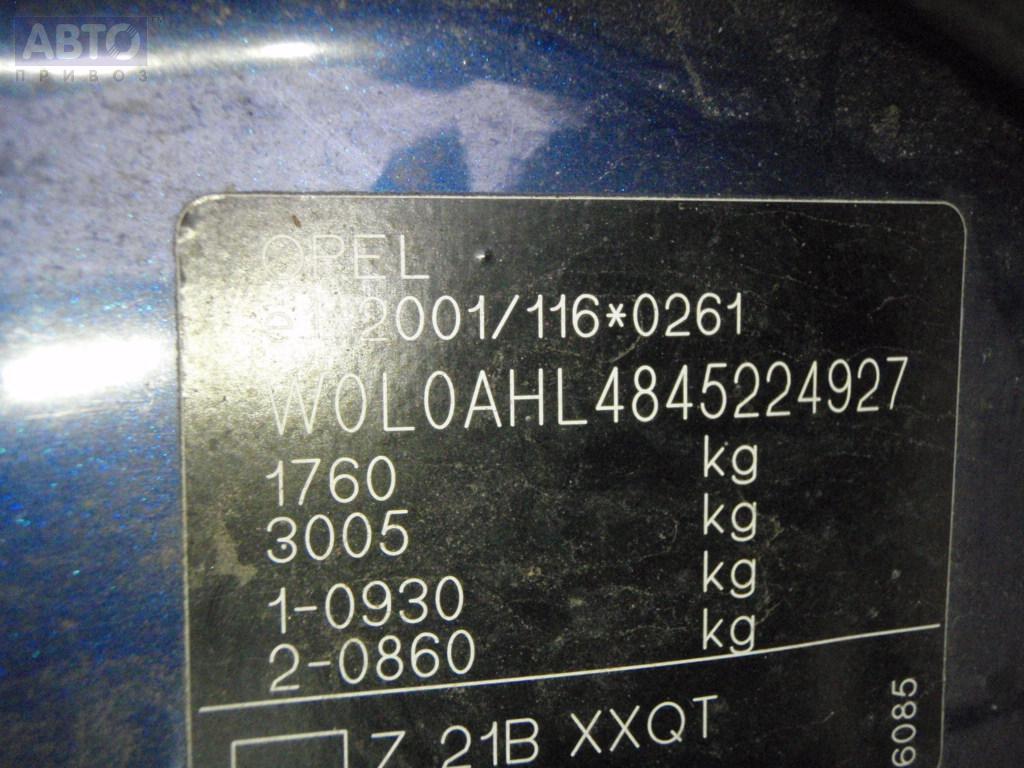 АВТО
ПРИВОЗ
OPEL
e1*2001/116*0261
W0L0AHL4845224927
1760 kg
3005 kg
1-0930 kg
2-0860 kg
Z 21B XXQT
6085